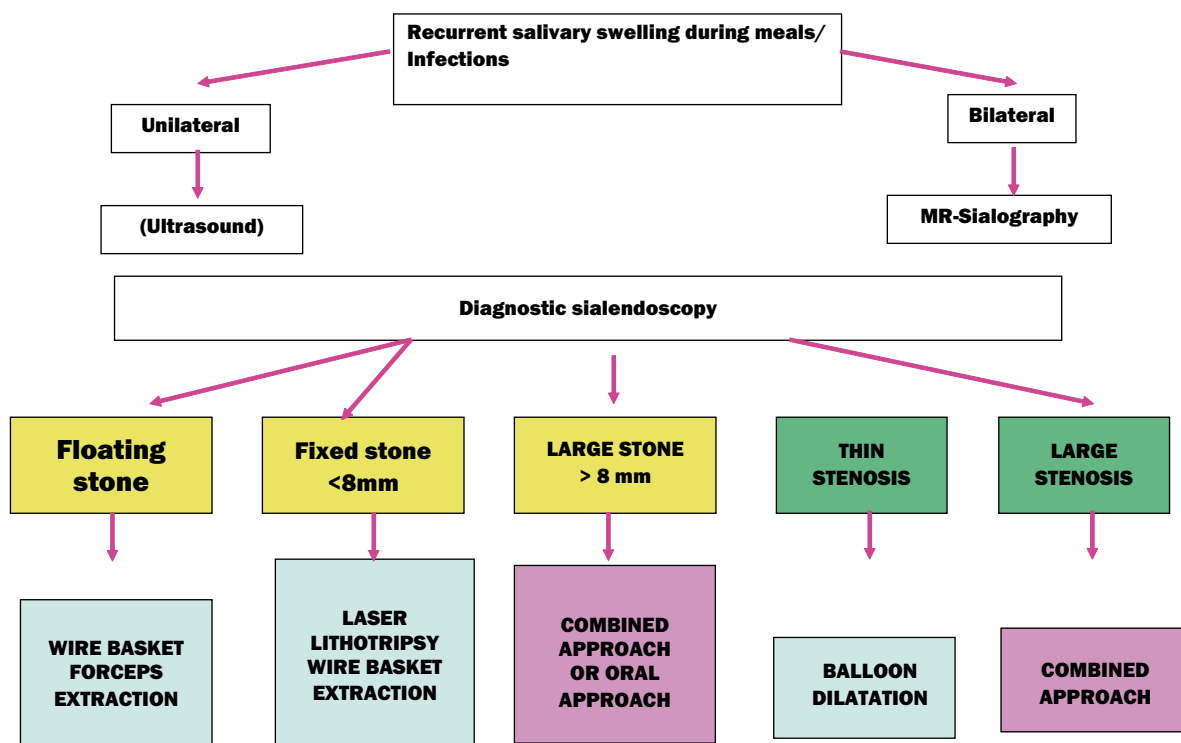 Recurrent salivary swelling during meals/
Infections
Unilateral
Bilateral
(Ultrasound)
MR-Sialography
Diagnostic sialendoscopy
Floating
stone
Fixed stone
<8mm
LARGE STONE
> 8 mm
THIN
STENOSIS
LARGE
STENOSIS
WIRE BASKET
FORCEPS
EXTRACTION
LASER
LITHOTRIPSY
WIRE BASKET
EXTRACTION
COMBINED
APPROACH
OR ORAL
APPROACH
BALLOON
DILATATION
COMBINED
APPROACH